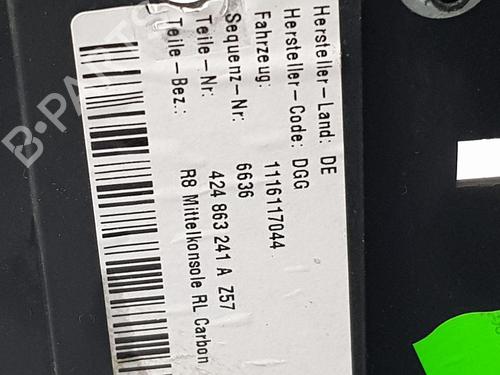 Hersteller-Land: DE
Hersteller-Code: DGG
Fahrzeug: 1116117044
Sequenz-Nr: 6636
Teile-Nr: 424 863 241 A Z57
Teile-Bez.: R8 Mittelkonsole RL Carbon
B-PARTS